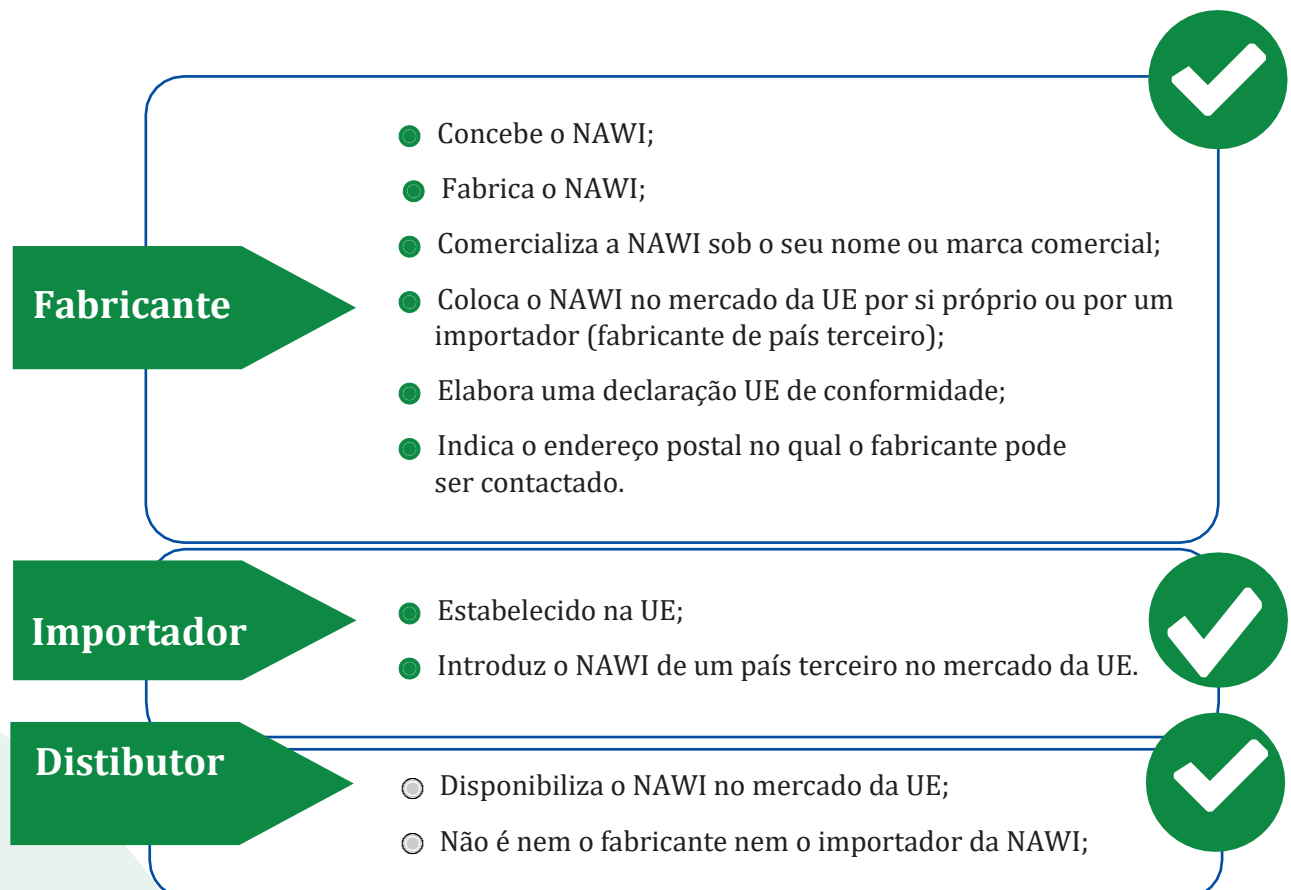 Fabricante
Concebe o NAWI;
Fabrica o NAWI;
Comercializa a NAWI sob o seu nome ou marca comercial;
Coloca o NAWI no mercado da UE por si próprio ou por um
importador (fabricante de país terceiro);
Elabora uma declaração UE de conformidade;
Indica o endereço postal no qual o fabricante pode
ser contactado.
Importador
Estabelecido na UE;
Introduz o NAWI de um país terceiro no mercado da UE.
Distibutor
Disponibiliza o NAWI no mercado da UE;
Não é nem o fabricante nem o importador da NAWI;